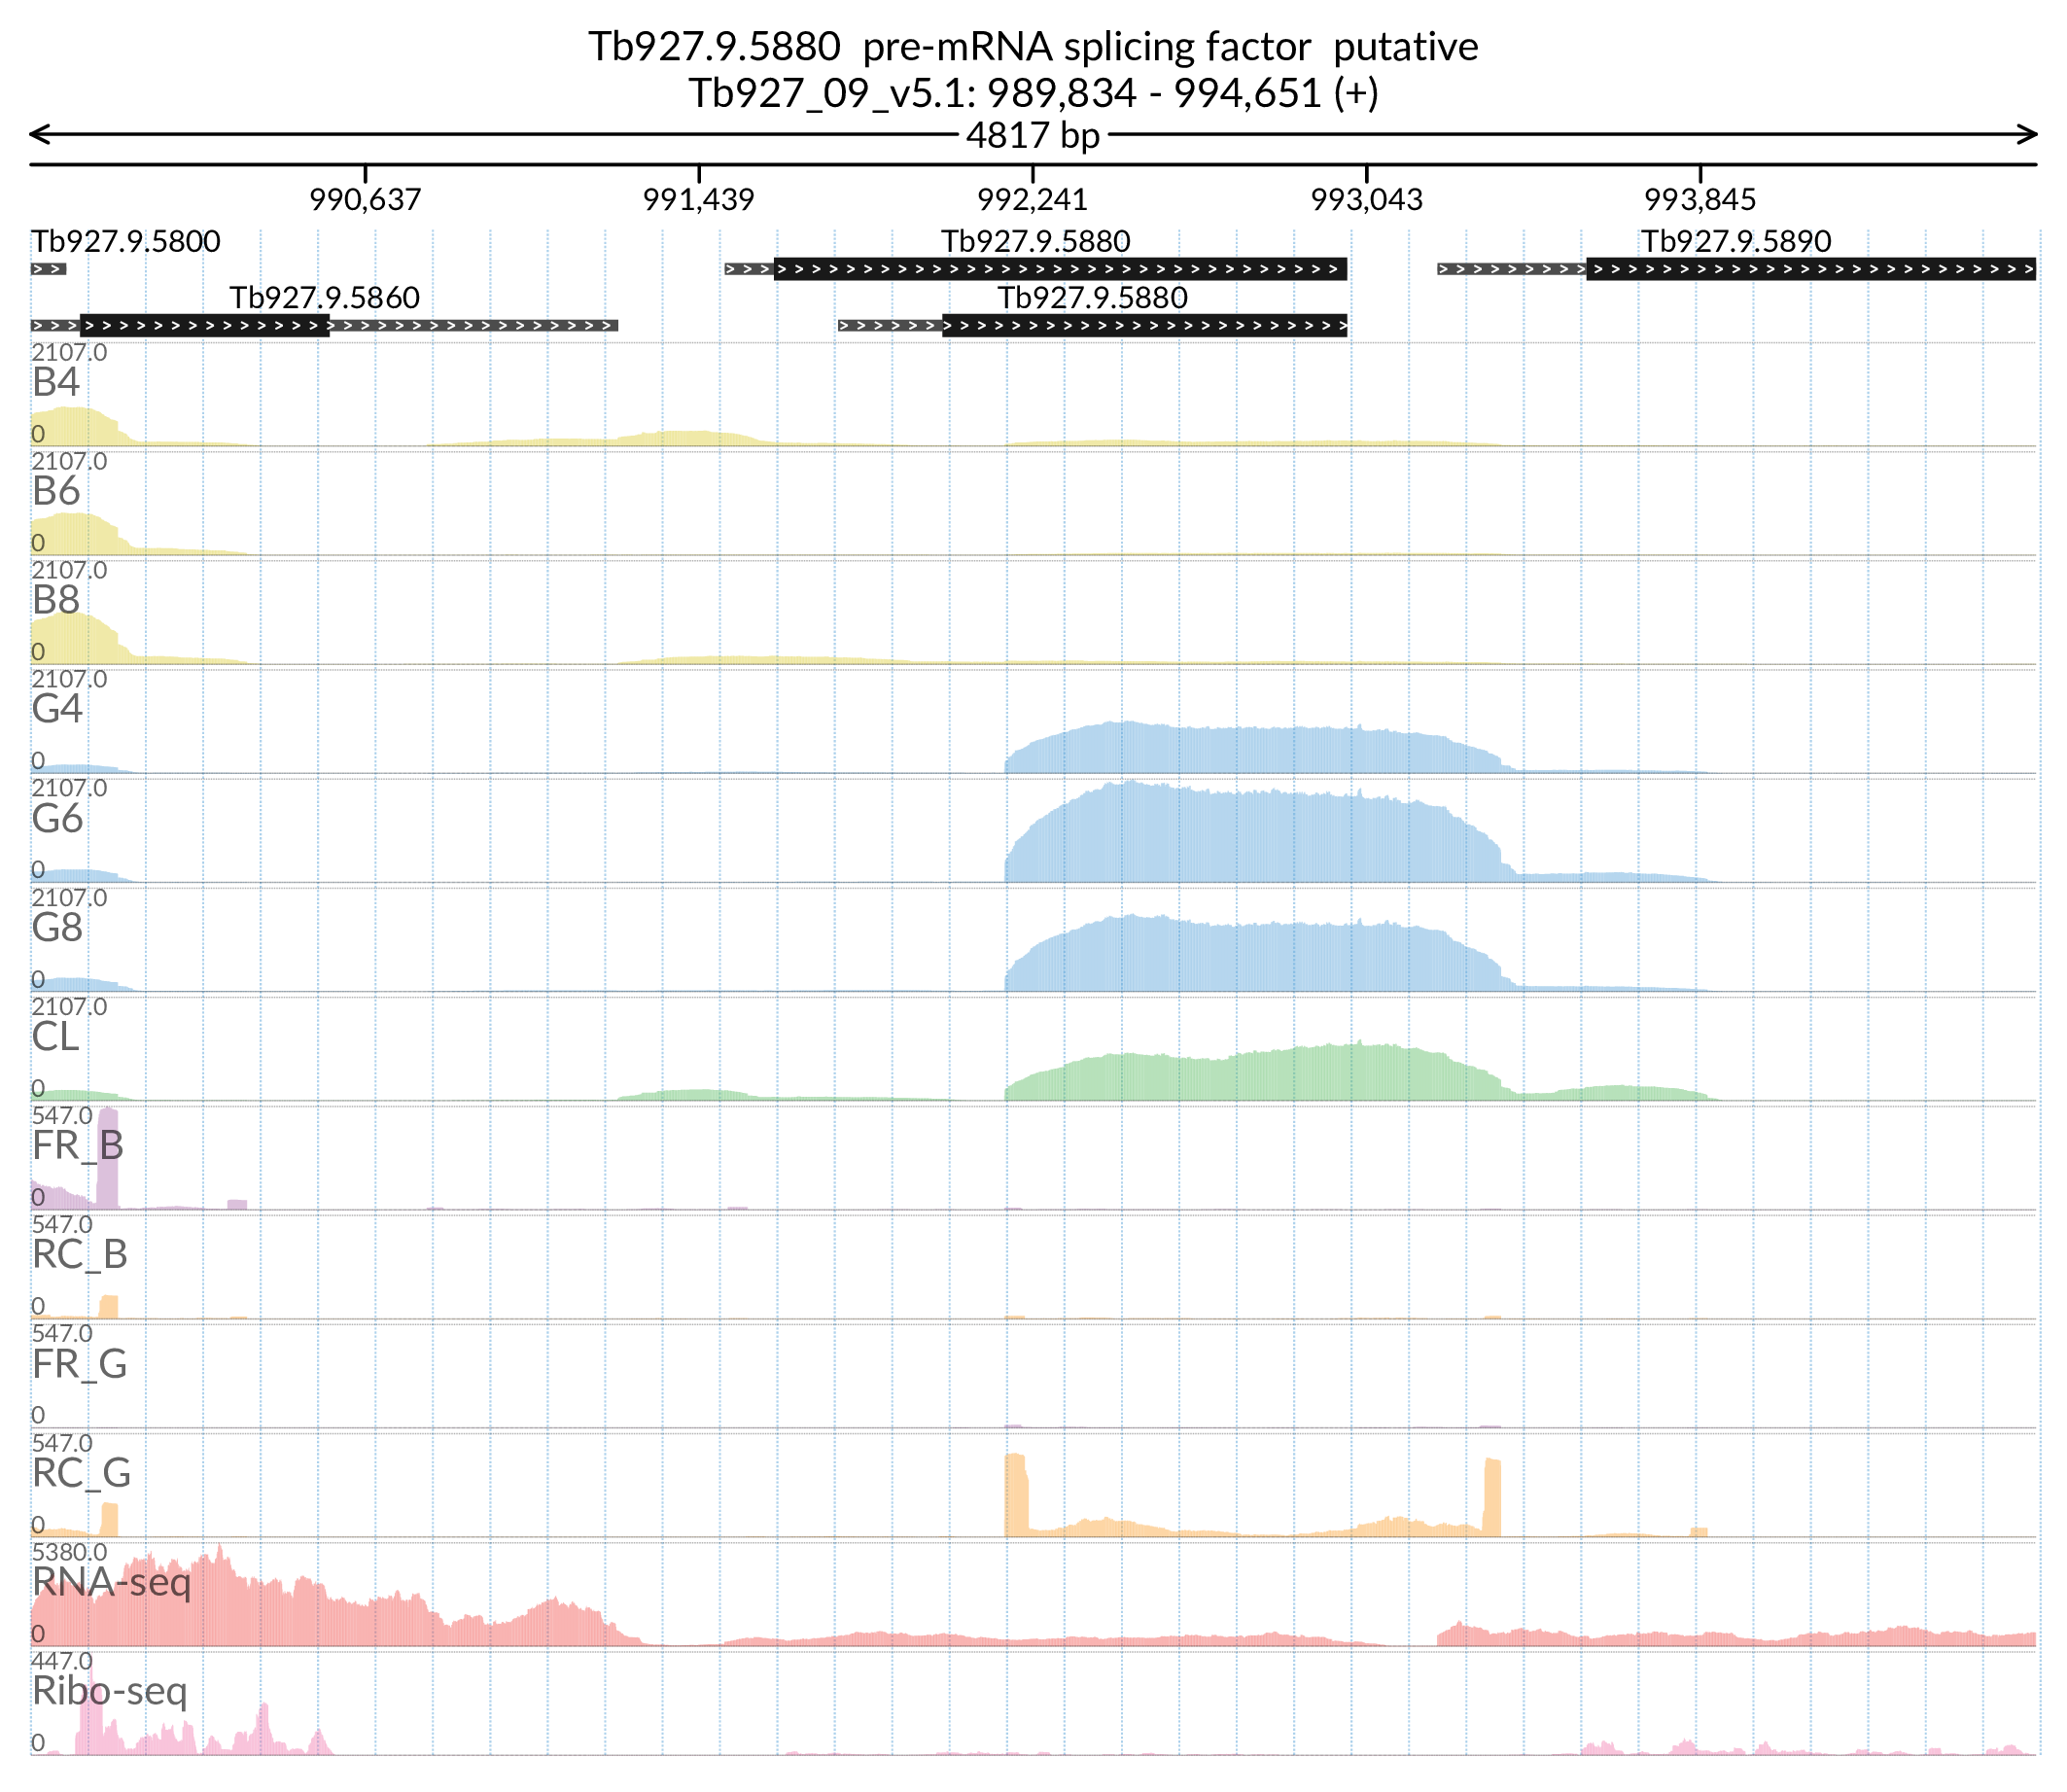 Tb927.9.5880 pre-mRNA splicing factor putative
Tb927_09_v5.1: 989,834 - 994,651 (+)
4817 bp
990,637 991,439 992,241 993,043 993,845
Tb927.9.5800 Tb927.9.5880 Tb927.9.5890
Tb927.9.5860 Tb927.9.5880
2107.0
B4
0
2107.0
B6
0
2107.0
B8
0
2107.0
G4
0
2107.0
G6
0
2107.0
G8
0
2107.0
CL
0
547.0
FR_B
0
547.0
RC_B
0
547.0
FR_G
0
547.0
RC_G
0
5380.0
RNA-seq
0
447.0
Ribo-seq
0